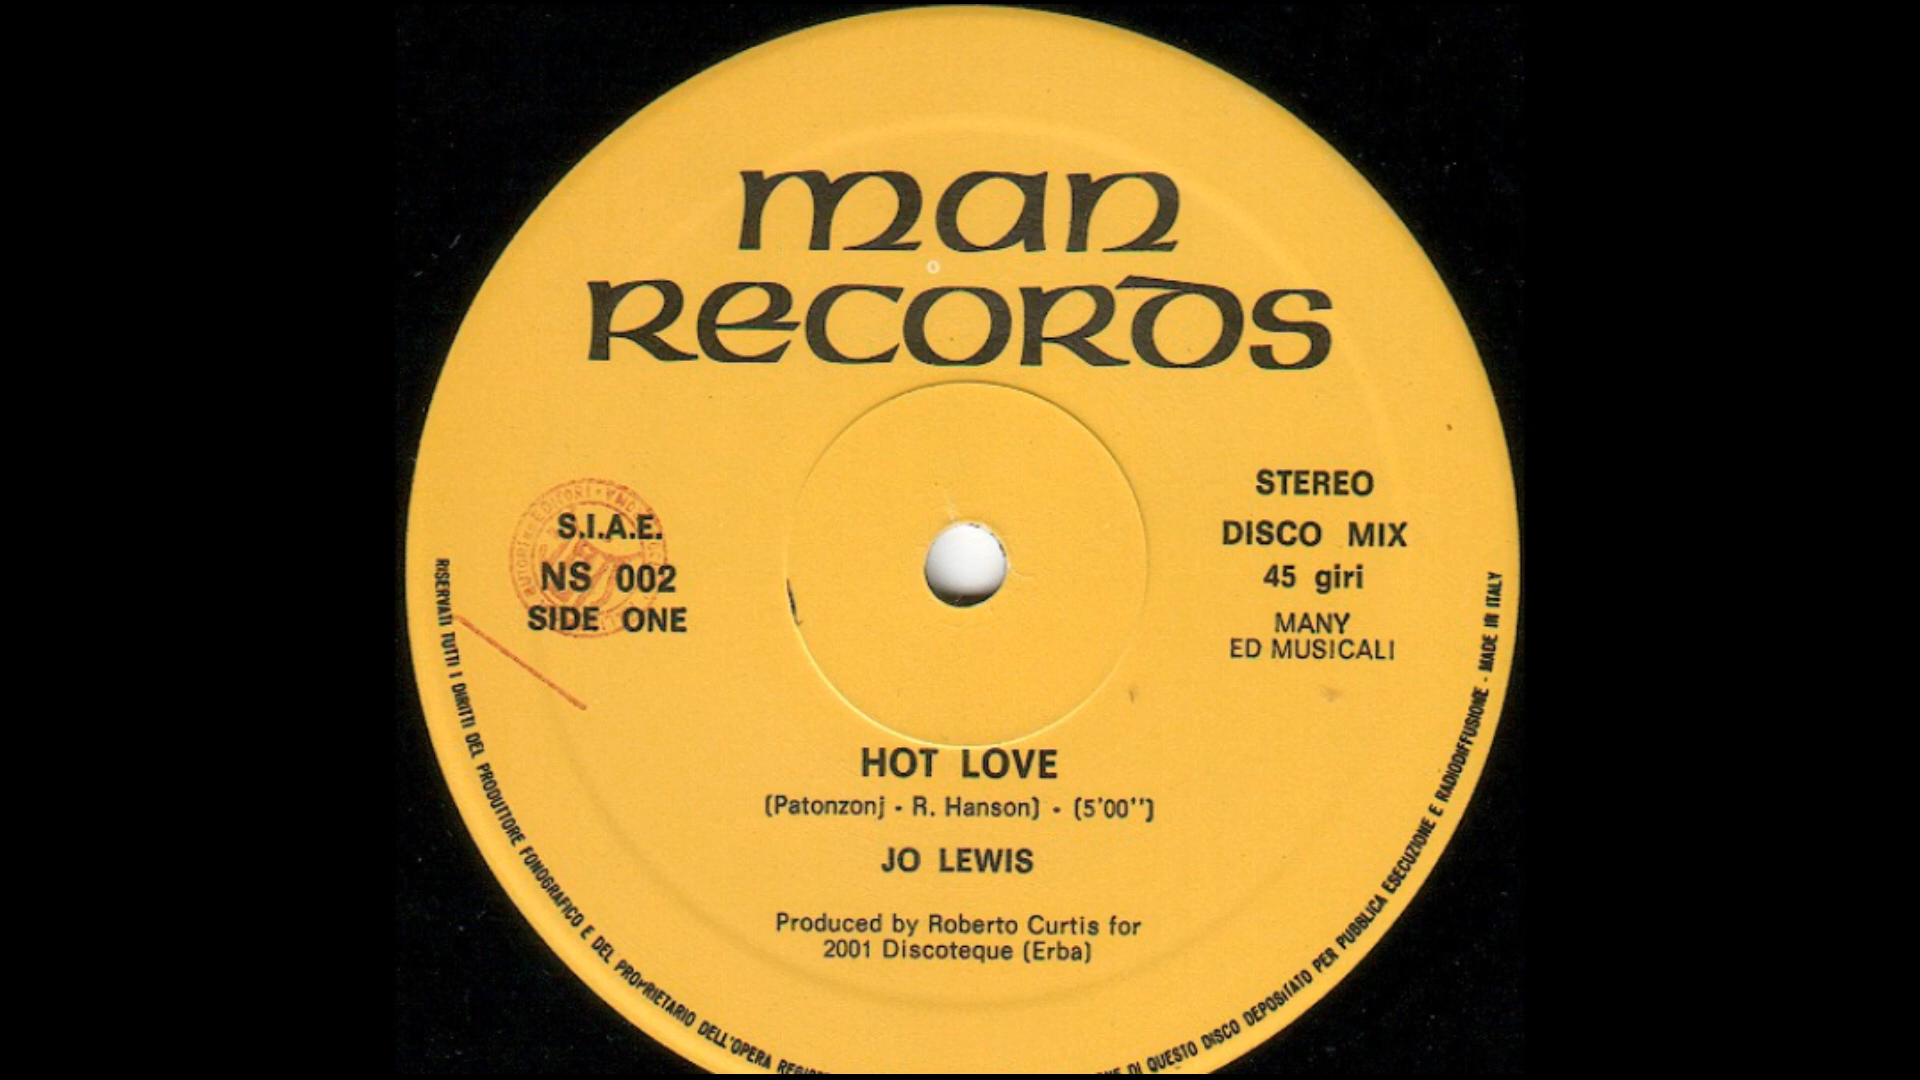 man
RECORDS
S.I.A.E.
NS 002
SIDE ONE
STEREO
DISCO MIX
45 giri
MANY
ED MUSICALI
HOT LOVE
(Patonzonj - R. Hanson) - (5'00'')
JO LEWIS
Produced by Roberto Curtis for
2001 Discoteque (Erba)
RISERVATI TUTTI I DIRITTI DEL PRODUTTORE FONOGRAFICO E DEL PROPRIETARIO DELL'OPERA
DI QUESTO DISCO DEPOSITATO PER PUBBLICA ESECUZIONE E RADIODIFFUSIONE - MADE IN ITALY